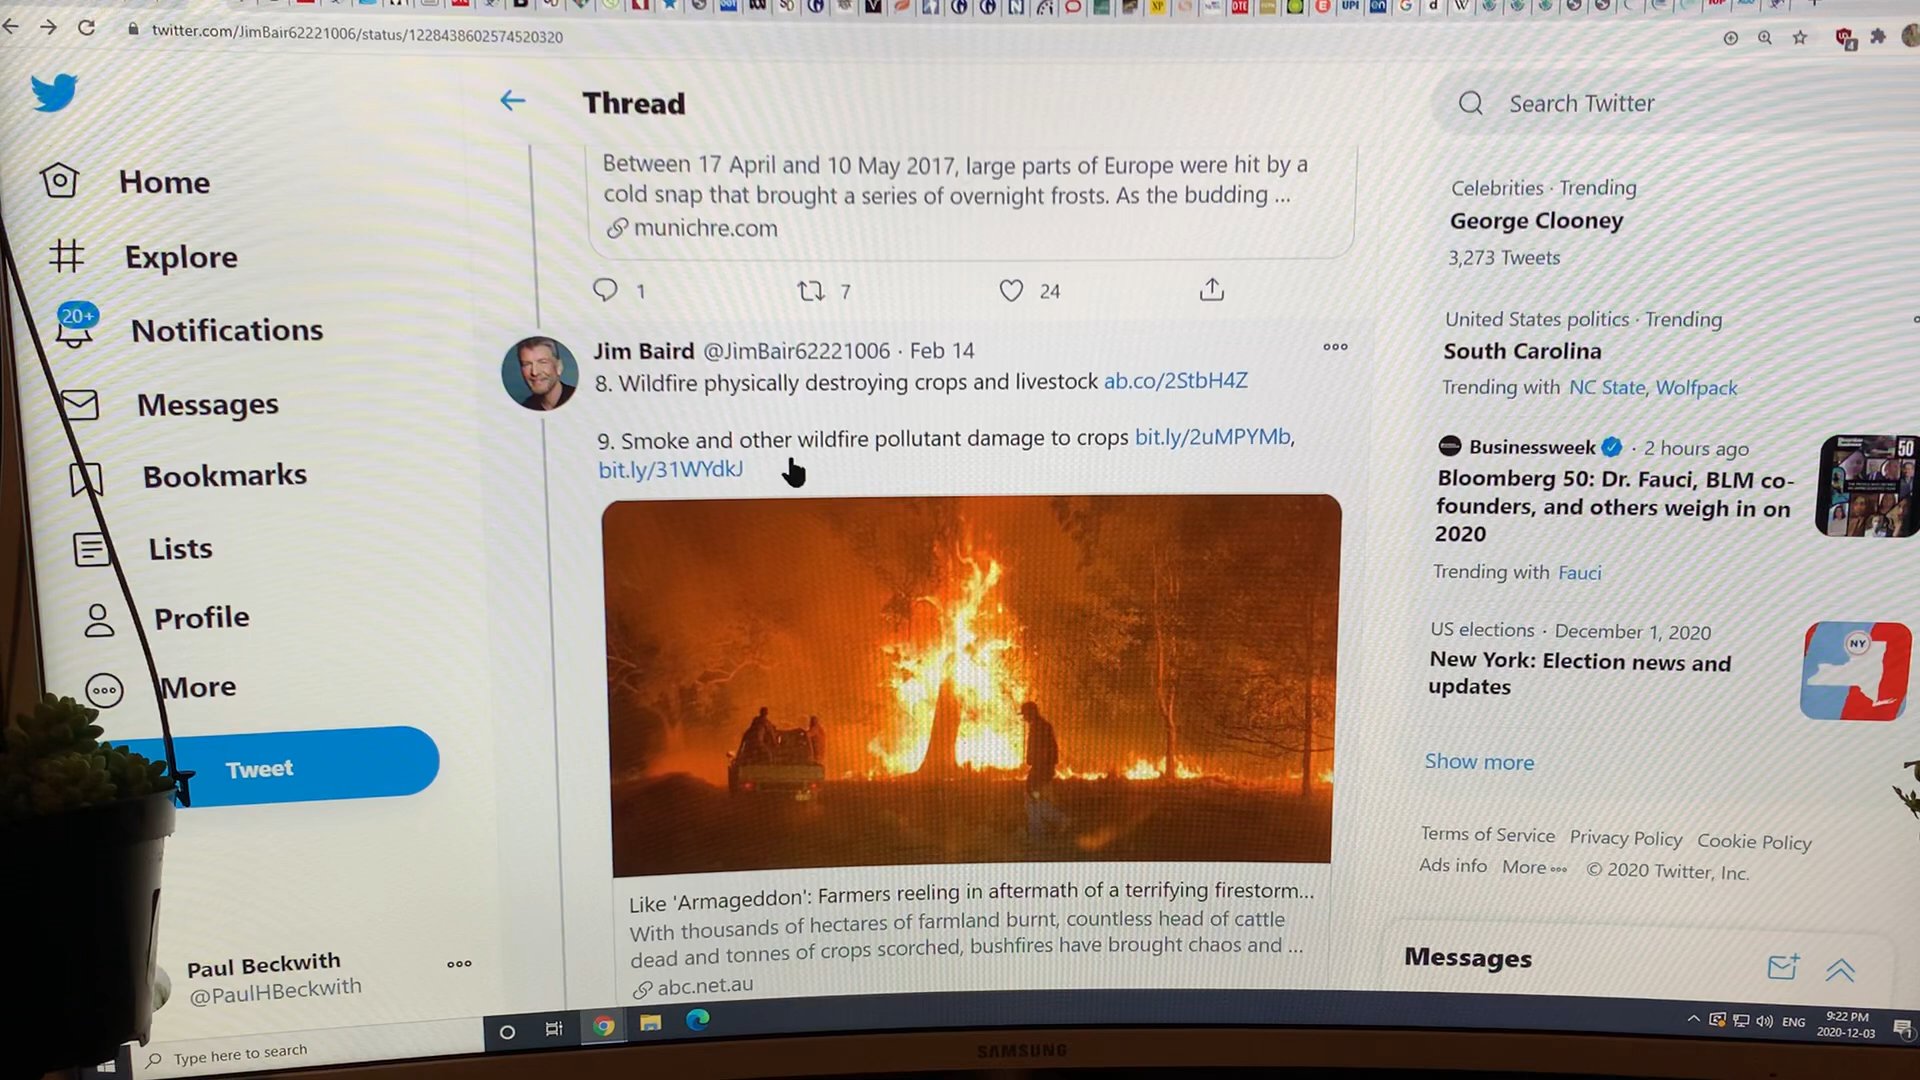 twitter.com/JimBair62221006/status/1228438602574520320
Home
Explore
20+
Notifications
Messages
Bookmarks
Lists
Profile
More
Tweet
Paul Beckwith
@PaulHBeckwith
Thread
Between 17 April and 10 May 2017, large parts of Europe were hit by a
cold snap that brought a series of overnight frosts. As the budding ...
munichre.com
1 7 24
Jim Baird @JimBair62221006 · Feb 14
8. Wildfire physically destroying crops and livestock ab.co/2StbH4Z
9. Smoke and other wildfire pollutant damage to crops bit.ly/2uMPYMb,
bit.ly/31WYdkJ
Like 'Armageddon': Farmers reeling in aftermath of a terrifying firestorm...
With thousands of hectares of farmland burnt, countless head of cattle
dead and tonnes of crops scorched, bushfires have brought chaos and ...
abc.net.au
Search Twitter
Celebrities · Trending
George Clooney
3,273 Tweets
United States politics · Trending
South Carolina
Trending with NC State, Wolfpack
Businessweek · 2 hours ago
Bloomberg 50: Dr. Fauci, BLM co-
founders, and others weigh in on
2020
50
Trending with Fauci
US elections · December 1, 2020
New York: Election news and
updates
NY
Show more
Terms of Service Privacy Policy Cookie Policy
Ads info More © 2020 Twitter, Inc.
Messages
Type here to search
ENG
9:22 PM
2020-12-03
SAMSUNG